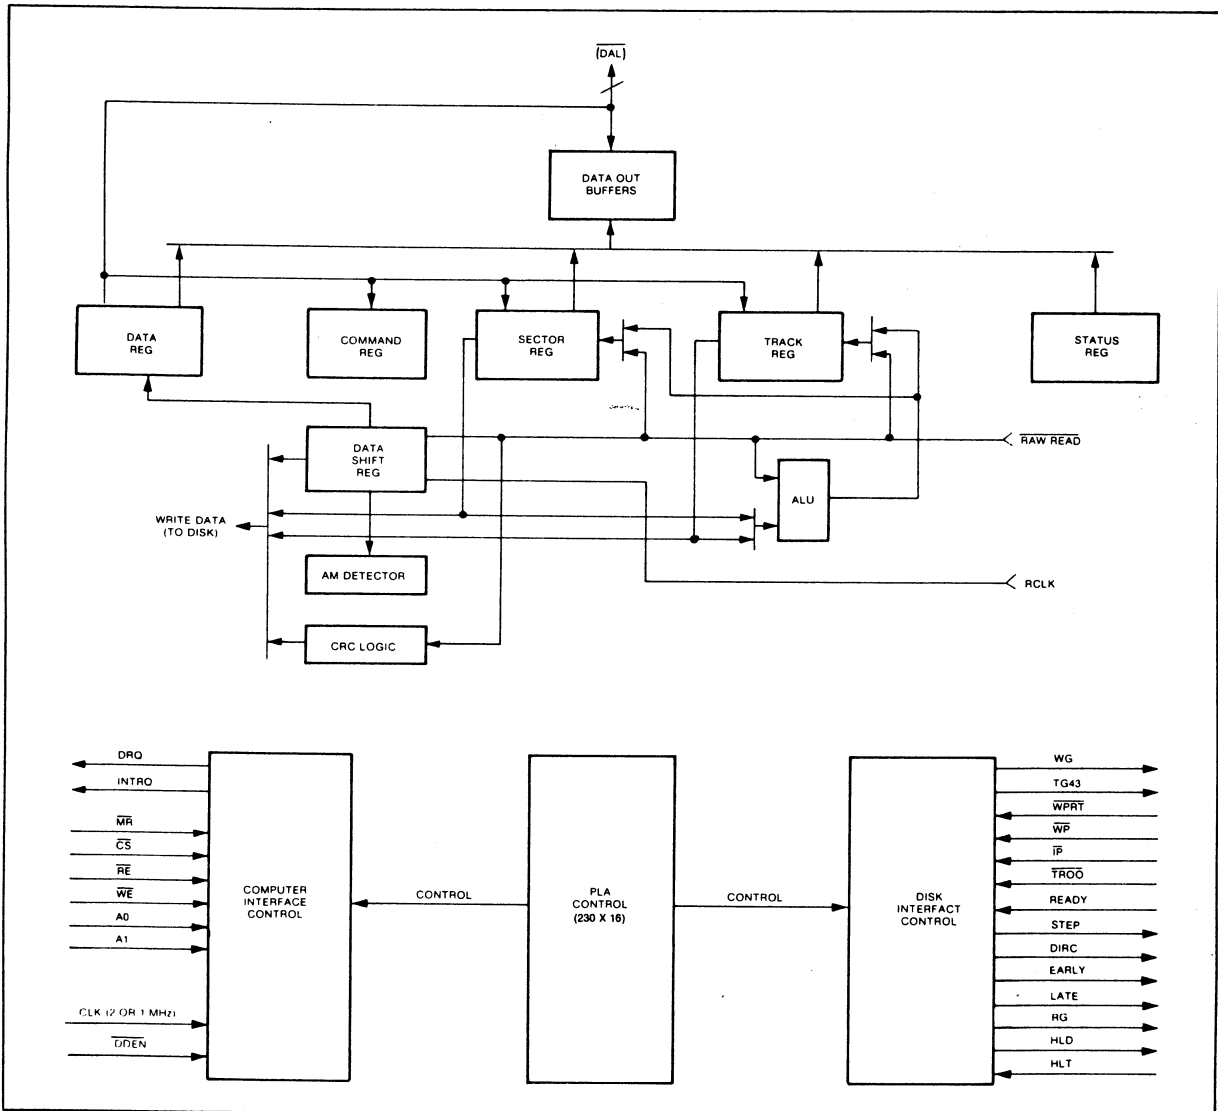 (DAL)
DATA OUT
BUFFERS
DATA
REG
COMMAND
REG
SECTOR
REG
TRACK
REG
STATUS
REG
DATA
SHIFT
REG
RAW READ
ALU
WRITE DATA
(TO DISK)
AM DETECTOR
RCLK
CRC LOGIC
DRQ
INTRQ
MR
CS
RE
WE
A0
A1
CLK (2 OR 1 MHz)
DDEN
COMPUTER
INTERFACE
CONTROL
CONTROL
PLA
CONTROL
(230 X 16)
CONTROL
DISK
INTERFACT
CONTROL
WG
TG43
WPRT
WP
IP
TROO
READY
STEP
DIRC
EARLY
LATE
RG
HLD
HLT